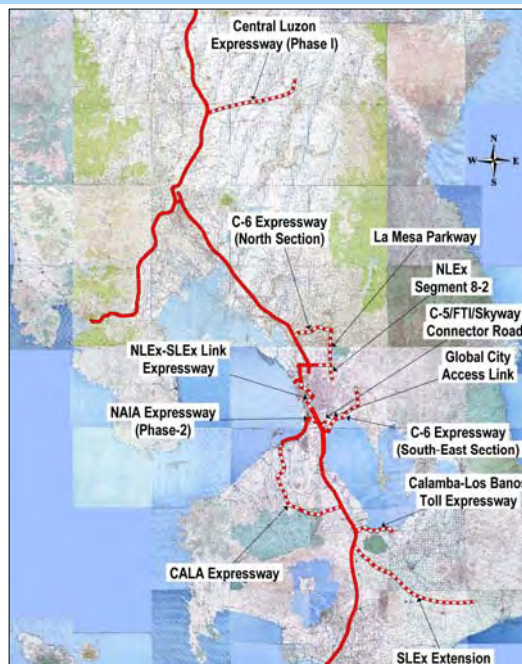 Central Luzon
Expressway (Phase I)
N
W
E
S
C-6 Expressway
(North Section)
La Mesa Parkway
NLEx
Segment 8-2
C-5/FTI/Skyway
Connector Road
NLEx-SLEx Link
Expressway
Global City
Access Link
NAIA Expressway
(Phase-2)
C-6 Expressway
(South-East Section)
Calamba-Los Banos
Toll Expressway
CALA Expressway
SLEx Extension